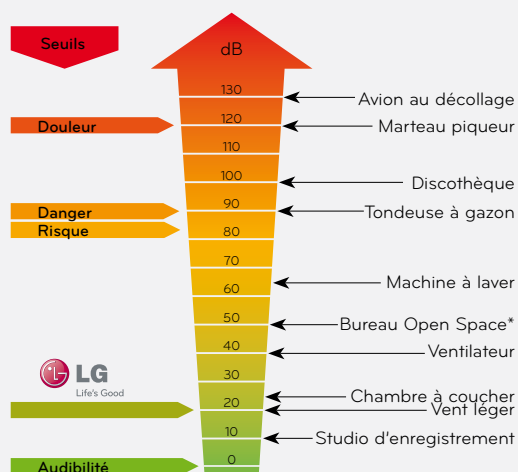 Seuils
dB
130
Avion au décollage
Douleur
120
Marteau piqueur
110
100
Discothèque
Danger
90
Tondeuse à gazon
Risque
80
70
Machine à laver
60
50
Bureau Open Space*
40
Ventilateur
LG
Life's Good
30
Chambre à coucher
20
Vent léger
10
Studio d'enregistrement
0
Audibilité